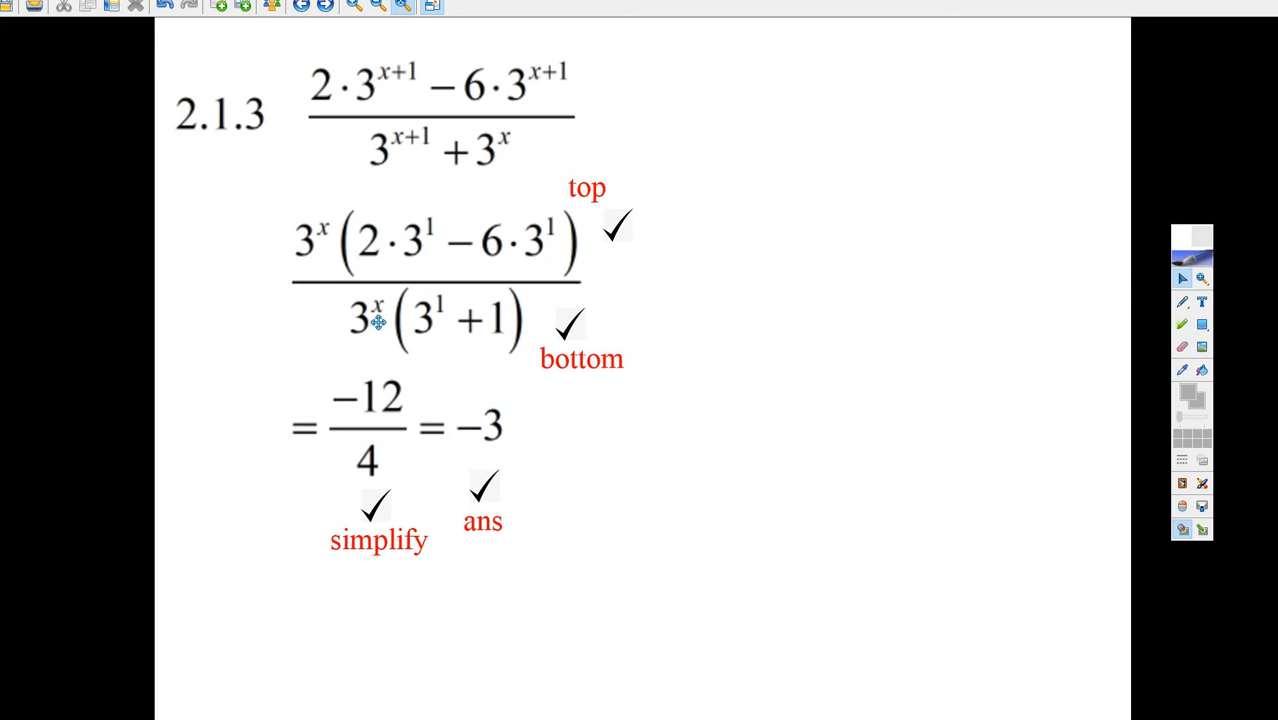 2.1.3 (2·3^(x+1) − 6·3^(x+1)) / (3^(x+1) + 3^x)
top
3^x (2·3^1 − 6·3^1) ✓
3^x (3^1 + 1) ✓
bottom
= −12/4 = −3
✓ ✓
simplify ans